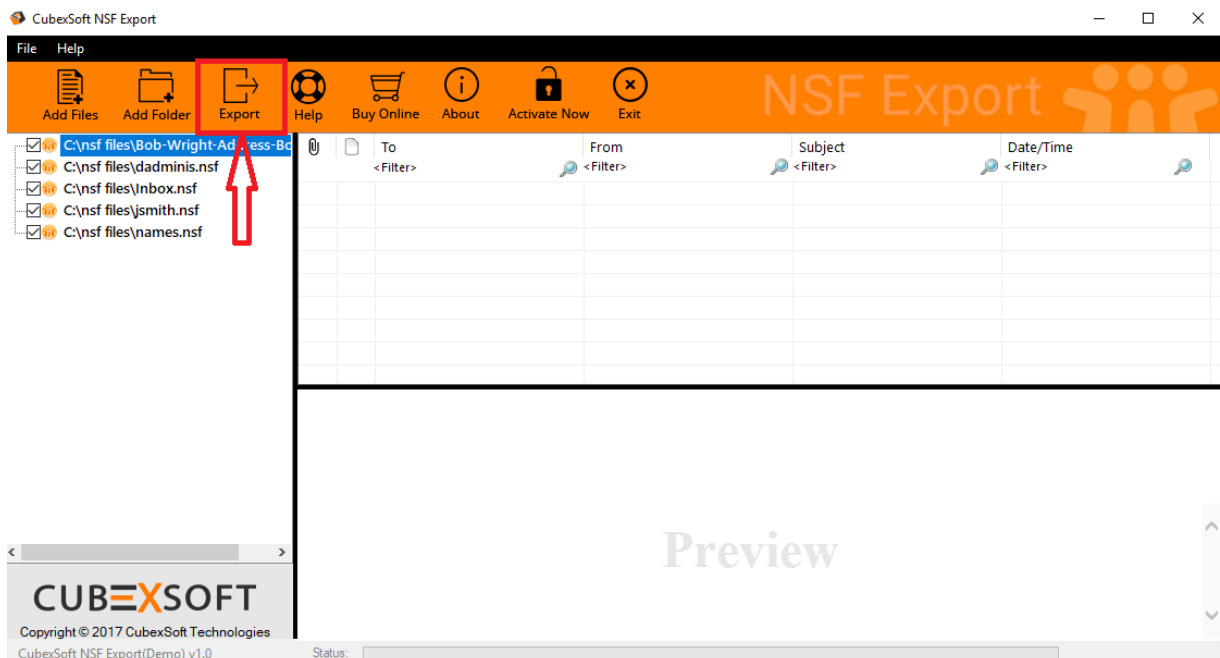 CubexSoft NSF Export
File Help
Add Files Add Folder Export Help Buy Online About Activate Now Exit
NSF Export
C:\nsf files\Bob-Wright-Address-Bo
C:\nsf files\dadminis.nsf
C:\nsf files\Inbox.nsf
C:\nsf files\jsmith.nsf
C:\nsf files\names.nsf
To From Subject Date/Time
<Filter> <Filter> <Filter> <Filter>
Preview
CUBEXSOFT
Copyright © 2017 CubexSoft Technologies
CubexSoft NSF Export(Demo) v1.0 Status: